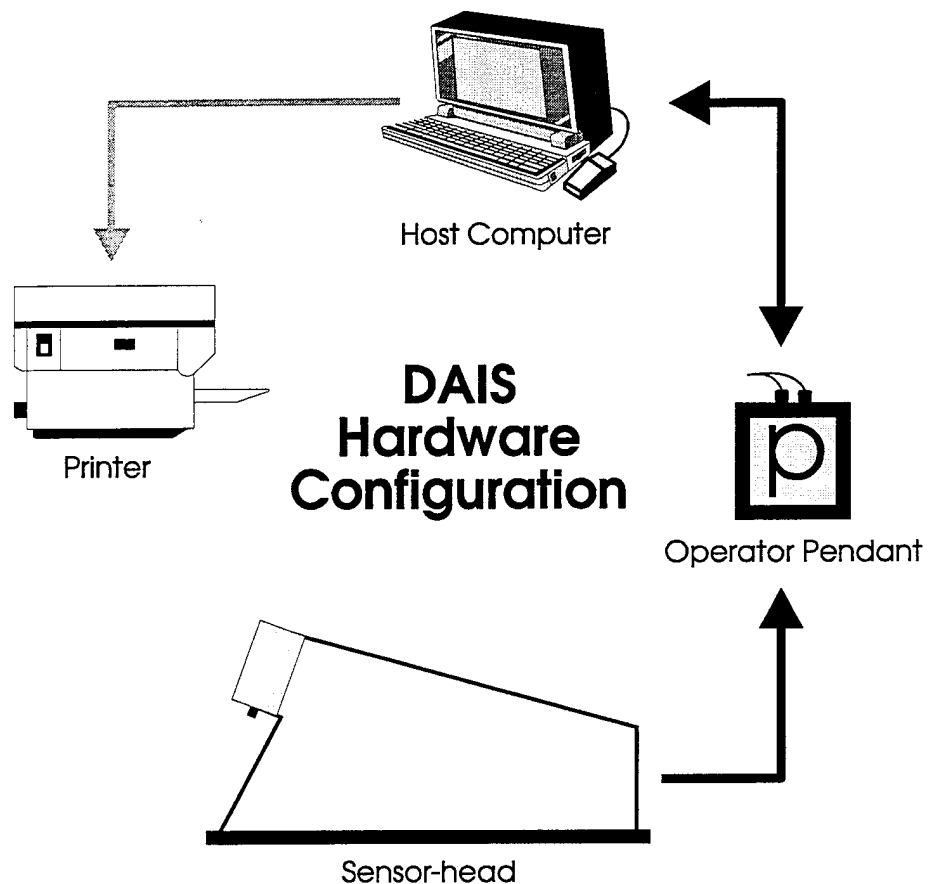 Host Computer
DAIS
Hardware
Configuration
Printer
Operator Pendant
Sensor-head